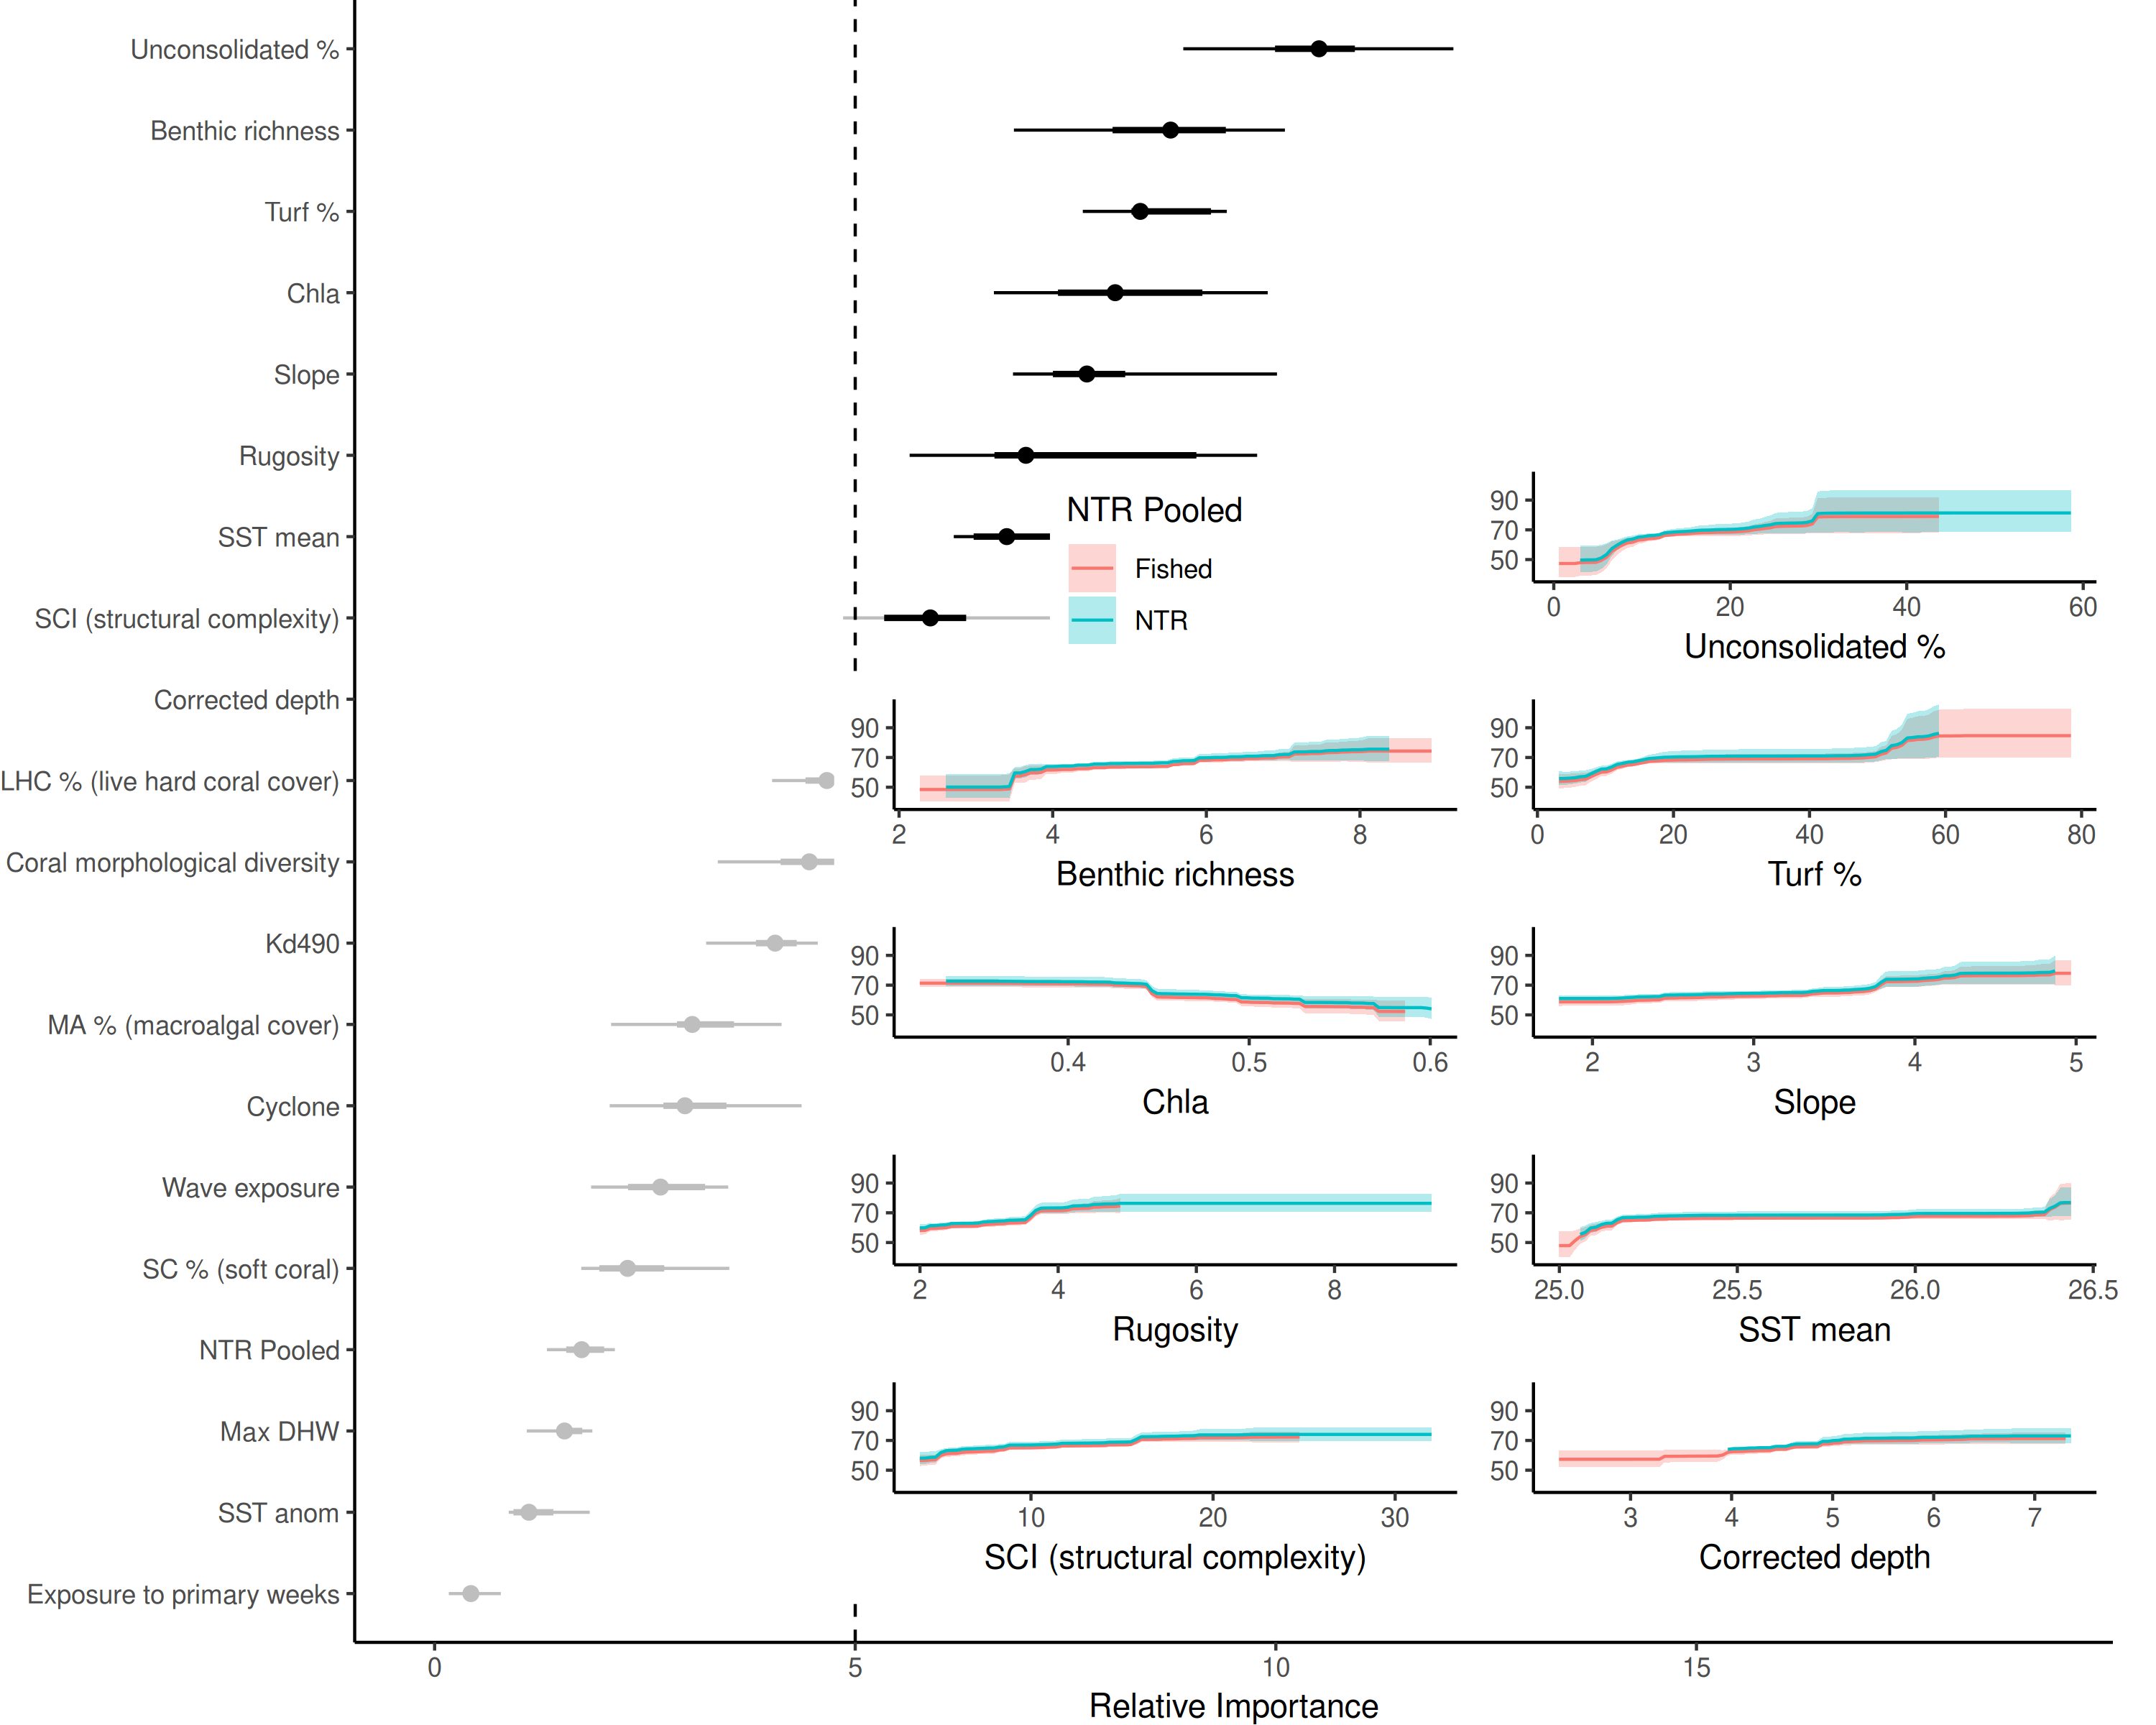 Unconsolidated %
Benthic richness
Turf %
Chla
Slope
Rugosity
SST mean
SCI (structural complexity)
Corrected depth
LHC % (live hard coral cover)
Coral morphological diversity
Kd490
MA % (macroalgal cover)
Cyclone
Wave exposure
SC % (soft coral)
NTR Pooled
Max DHW
SST anom
Exposure to primary weeks
0 5 10 15
Relative Importance
NTR Pooled
Fished
NTR
90
70
50
0 20 40 60
Unconsolidated %
90
70
50
2 4 6 8
Benthic richness
90
70
50
0 20 40 60 80
Turf %
90
70
50
0.4 0.5 0.6
Chla
90
70
50
2 3 4 5
Slope
90
70
50
2 4 6 8
Rugosity
90
70
50
25.0 25.5 26.0 26.5
SST mean
90
70
50
10 20 30
SCI (structural complexity)
90
70
50
3 4 5 6 7
Corrected depth